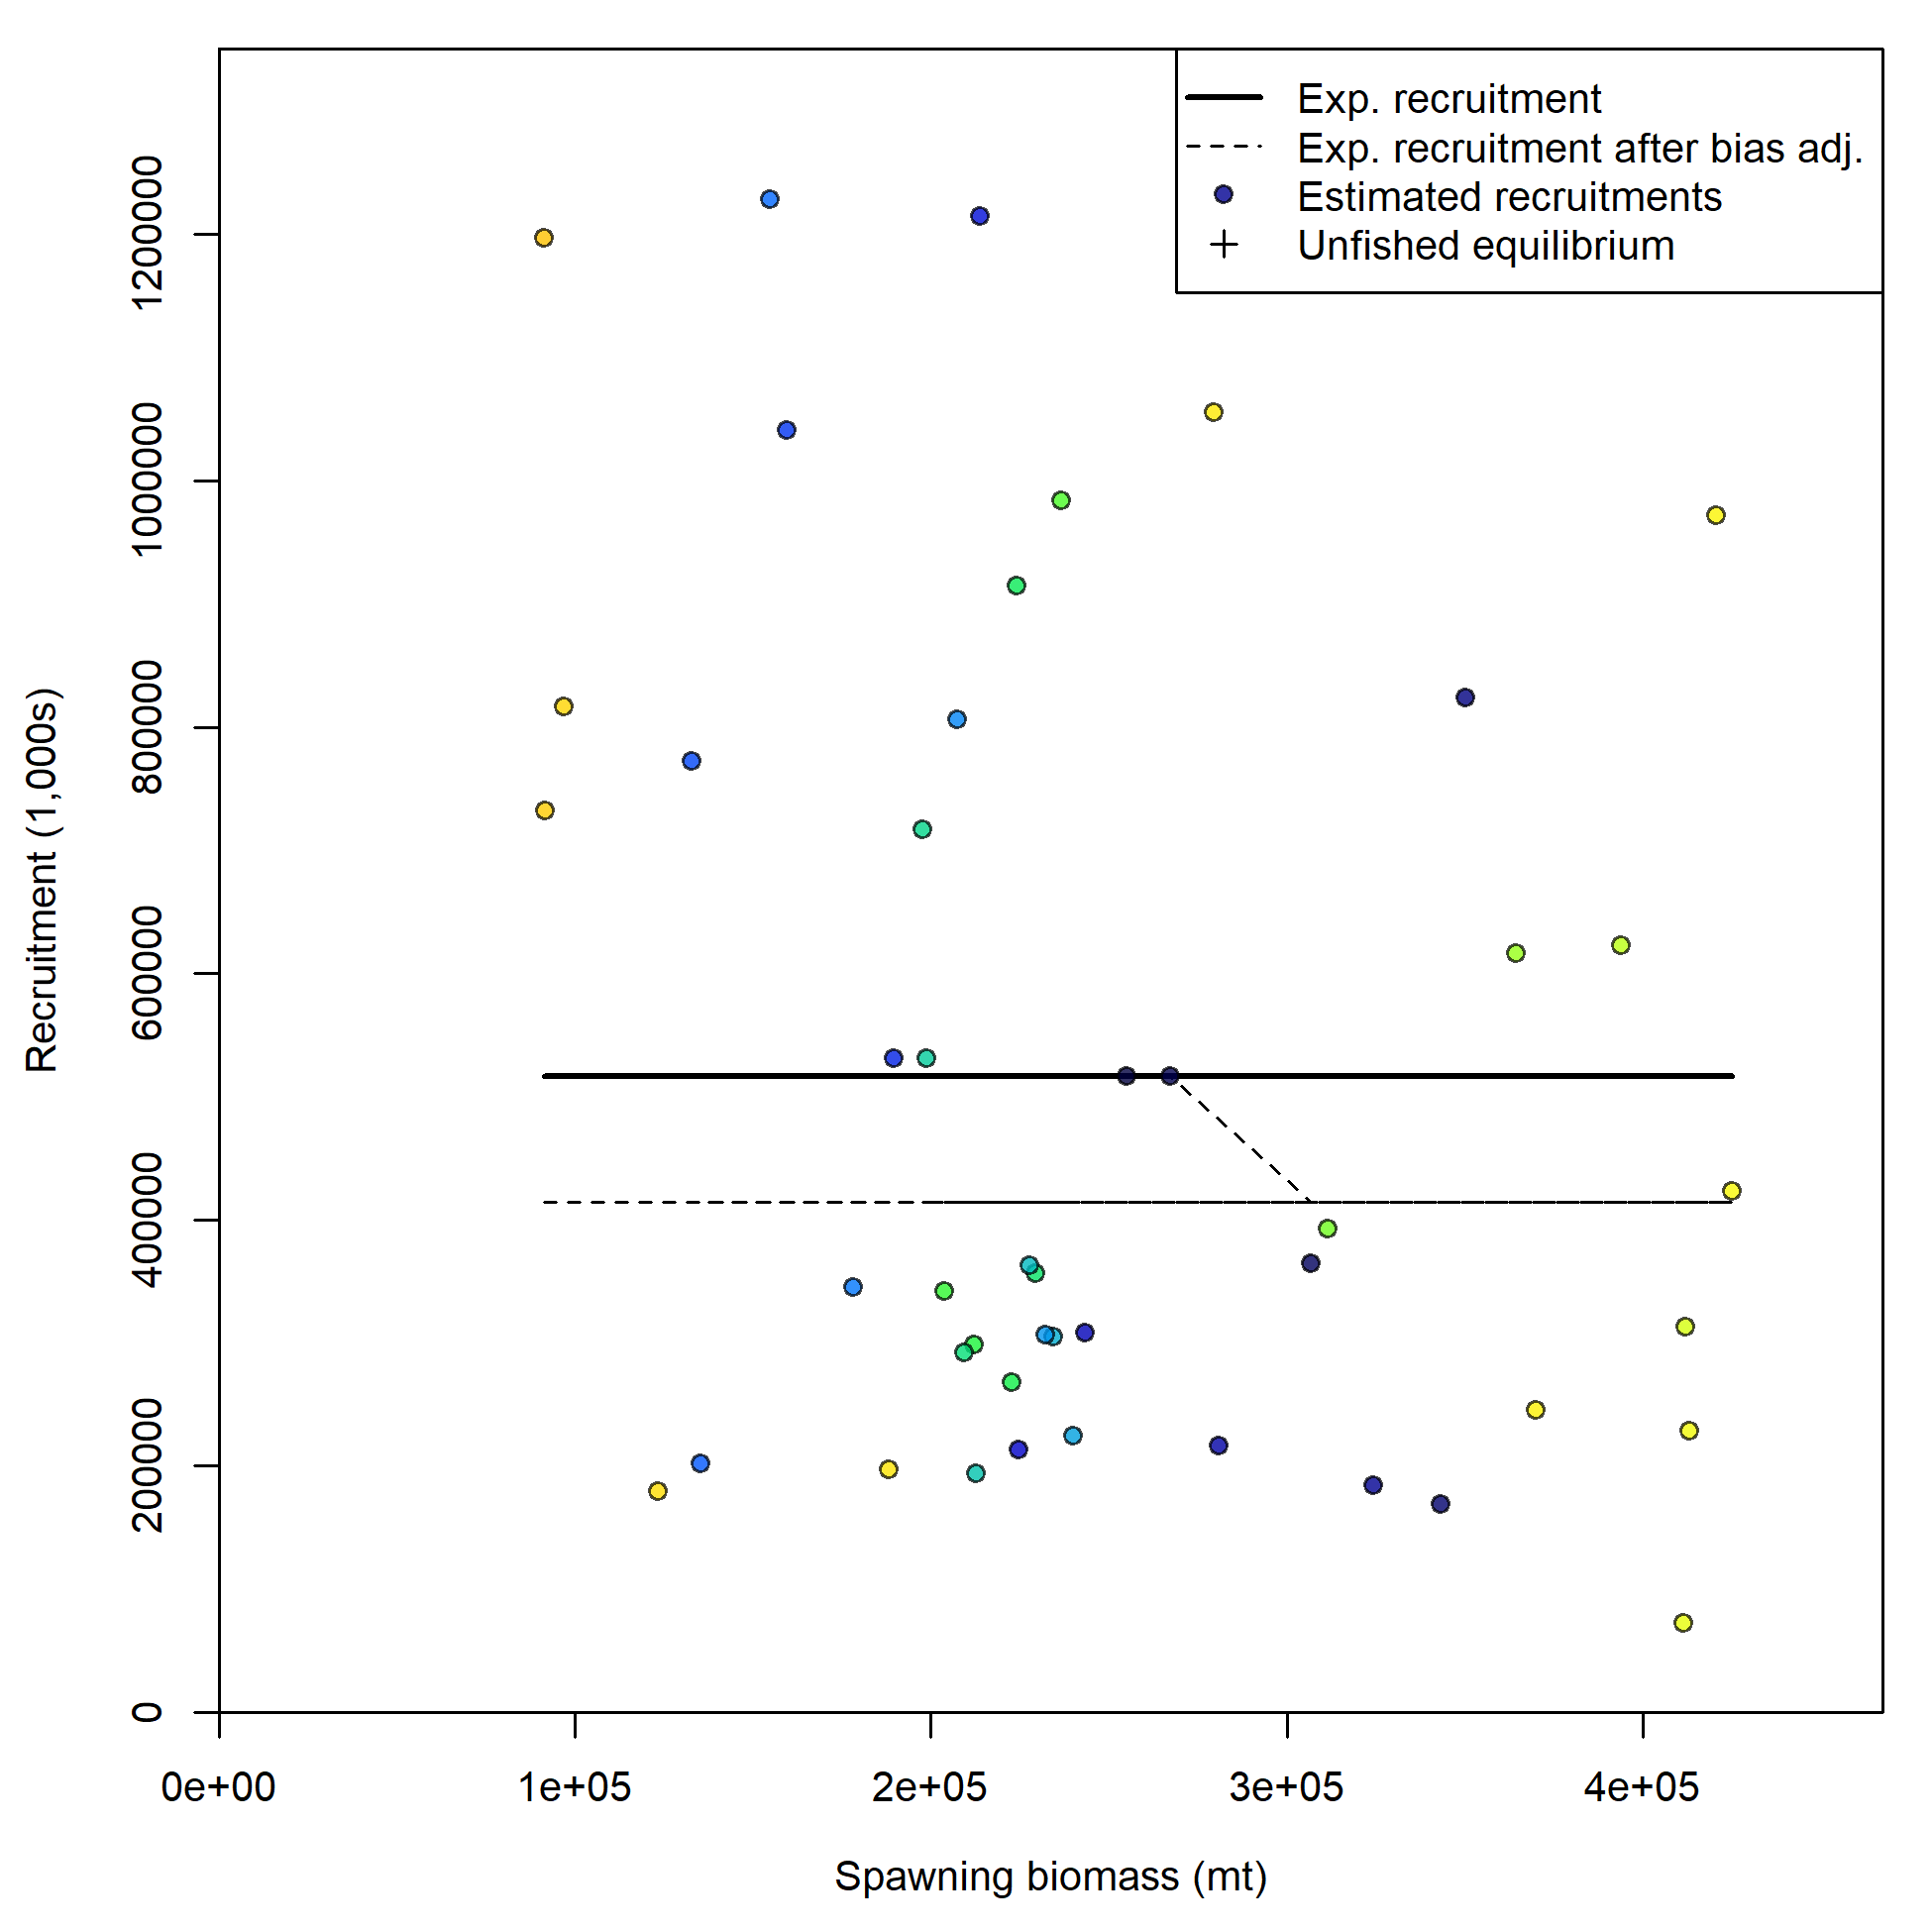 Exp. recruitment
Exp. recruitment after bias adj.
Estimated recruitments
Unfished equilibrium
1200000
1000000
800000
600000
400000
200000
0
Recruitment (1,000s)
0e+00 1e+05 2e+05 3e+05 4e+05
Spawning biomass (mt)